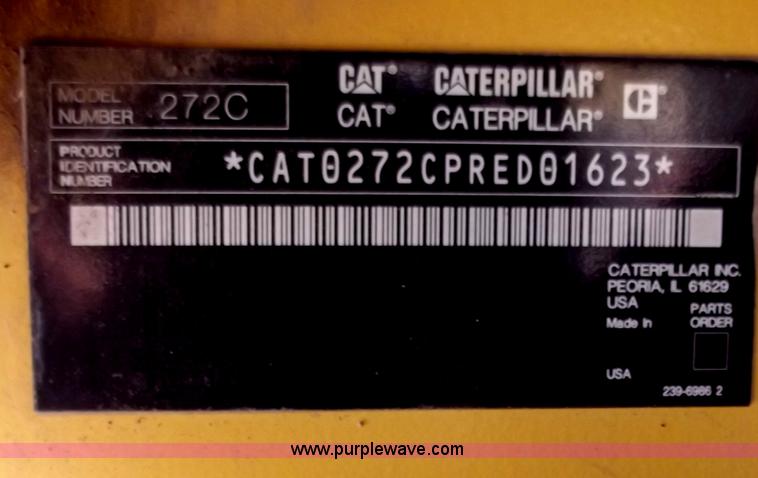 CAT® CATERPILLAR®
CAT® CATERPILLAR®
MODEL
NUMBER 272C
PRODUCT
IDENTIFICATION
NUMBER
*CAT0272CPRED01623*
CATERPILLAR INC.
PEORIA, IL 61629
USA
Made In
PARTS
ORDER
USA
239-6986 2
www.purplewave.com